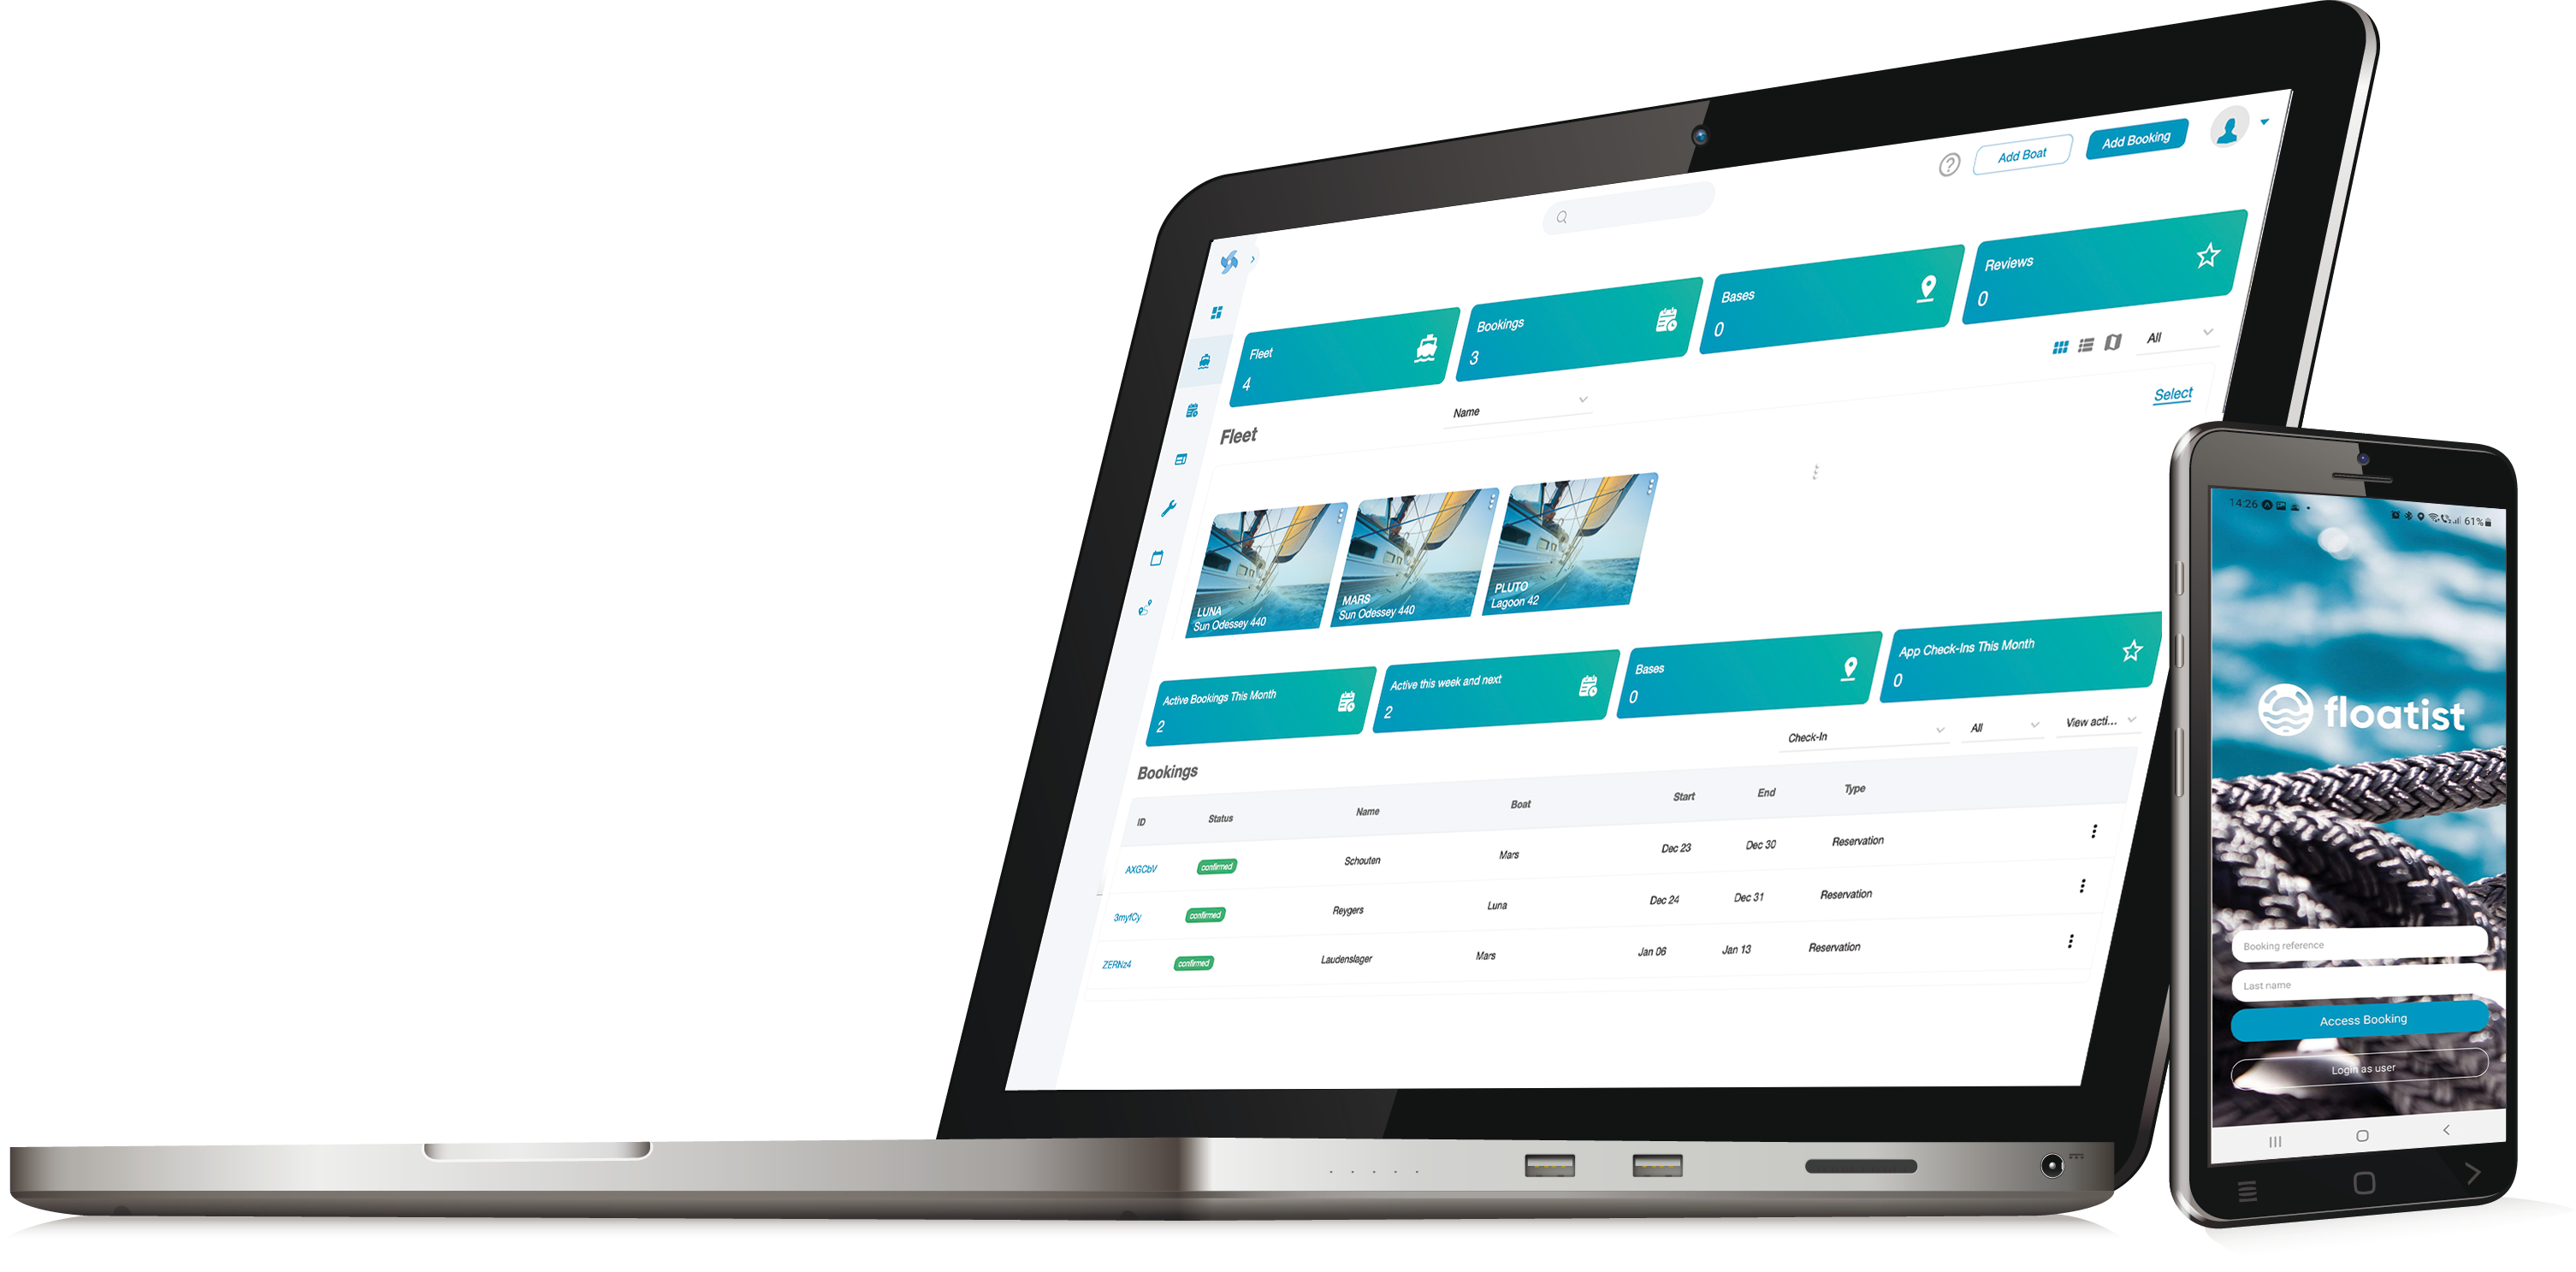 Add Boat
Add Booking
Fleet
4
Bookings
3
Bases
0
Reviews
0
Name
All
Fleet
Select
LUNA
Sun Odessey 440
MARS
Sun Odessey 440
PLUTO
Lagoon 42
Active Bookings This Month
2
Active this week and next
2
Bases
0
App Check-Ins This Month
0
Check-In
All
View acti...
Bookings
ID Status Name Boat Start End Type
AXGCbV confirmed Schouten Mars Dec 23 Dec 30 Reservation
3myfCy confirmed Reygers Luna Dec 24 Dec 31 Reservation
ZERNz4 confirmed Laudenslager Mars Jan 06 Jan 13 Reservation
14:26
61%
floatist
Booking reference
Last name
Access Booking
Login as user